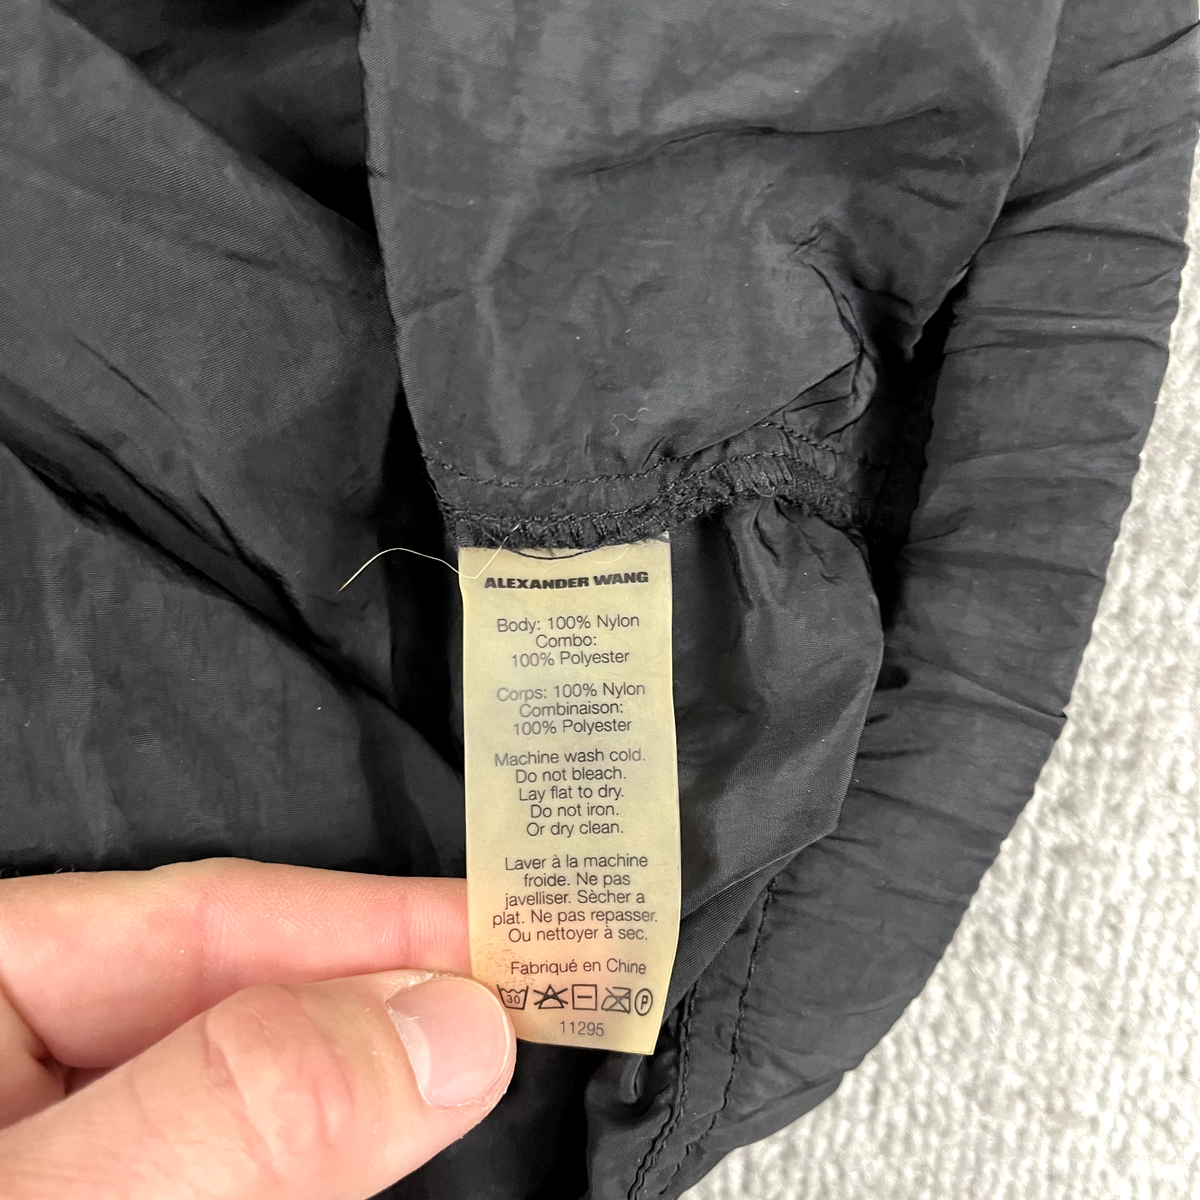 ALEXANDER WANG
Body: 100% Nylon
Combo:
100% Polyester
Corps: 100% Nylon
Combinaison:
100% Polyester
Machine wash cold.
Do not bleach.
Lay flat to dry.
Do not iron.
Or dry clean.
Laver à la machine
froide. Ne pas
javelliser. Sècher a
plat. Ne pas repasser.
Ou nettoyer à sec.
Fabriqué en Chine
30 P
11295